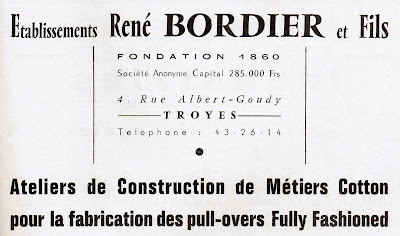 Etablissements René BORDIER et Fils
FONDATION 1860
Société Anonyme Capital 285.000 Frs
4, Rue Albert-Goudy
TROYES
Téléphone : 43-26-14
Ateliers de Construction de Métiers Cotton
pour la fabrication des pull-overs Fully Fashioned